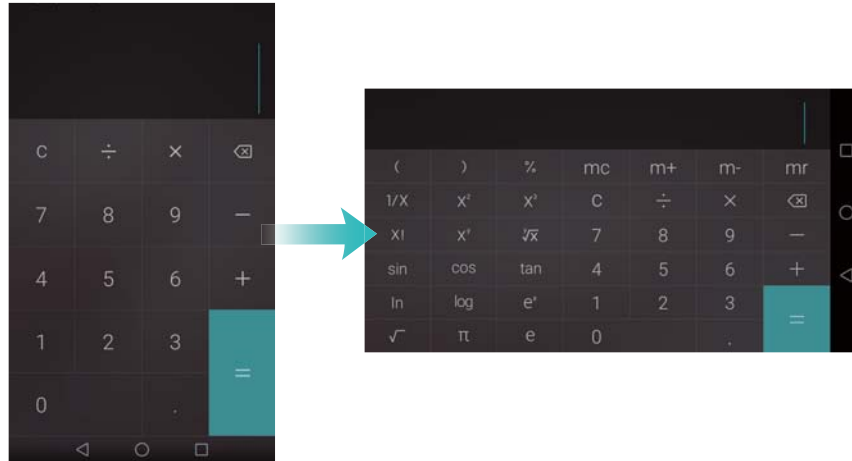 C ÷ × ⌫
7 8 9 −
4 5 6 +
1 2 3 =
0 .
( ) % mc m+ m- mr
1/X X² X³ C ÷ × ⌫
X! Xʸ ʸ√x 7 8 9 −
sin cos tan 4 5 6 +
ln log eˣ 1 2 3 =
√ π e 0 .